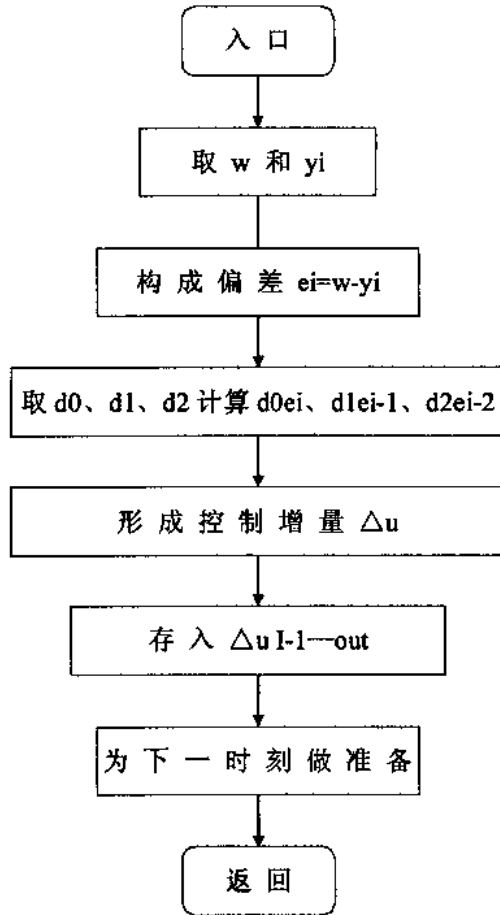 入 口
取 w 和 yi
构 成 偏 差 ei=w-yi
取 d0、d1、d2 计算 d0ei、d1ei-1、d2ei-2
形 成 控 制 增 量 △u
存 入 △u I-1—out
为 下 一 时 刻 做 准 备
返 回